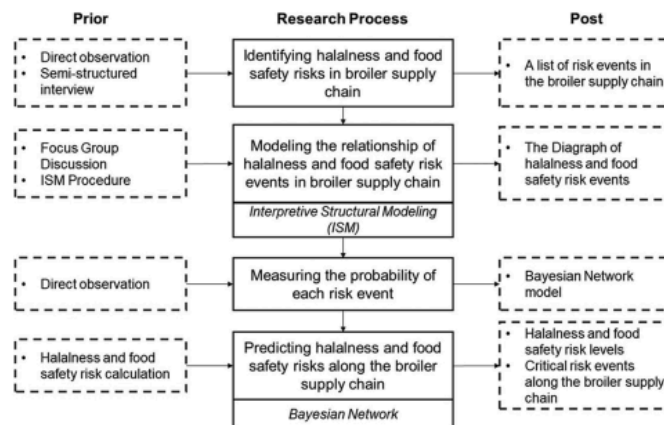 Prior
Research Process
Post
• Direct observation
• Semi-structured
interview
Identifying halalness and food
safety risks in broiler supply
chain
• A list of risk events in
the broiler supply chain
• Focus Group
Discussion
• ISM Procedure
Modeling the relationship of
halalness and food safety risk
events in broiler supply chain
Interpretive Structural Modeling
(ISM)
• The Diagraph of
halalness and food
safety risk events
• Direct observation
Measuring the probability of
each risk event
• Bayesian Network
model
• Halalness and food
safety risk calculation
Predicting halalness and food
safety risks along the broiler
supply chain
Bayesian Network
• Halalness and food
safety risk levels
• Critical risk events
along the broiler supply
chain